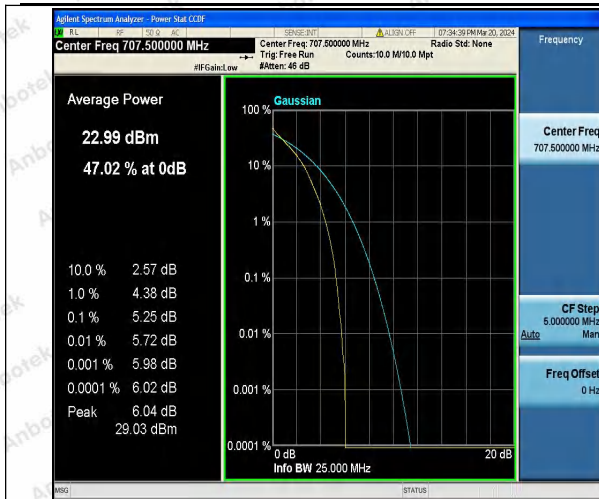 Agilent Spectrum Analyzer - Power Stat CCDF
RL RF 50 Ω AC SENSE:INT ALIGN OFF 07:34:39 PM Mar 20, 2024
Center Freq 707.500000 MHz
Center Freq: 707.500000 MHz Radio Std: None
Trig: Free Run Counts:10.0 M/10.0 Mpt
#IFGain:Low #Atten: 46 dB
Frequency
Average Power
22.99 dBm
47.02 % at 0dB
10.0 % 2.57 dB
1.0 % 4.38 dB
0.1 % 5.25 dB
0.01 % 5.72 dB
0.001 % 5.98 dB
0.0001 % 6.02 dB
Peak 6.04 dB
29.03 dBm
Gaussian
100 %
10 %
1 %
0.1 %
0.01 %
0.001 %
0.0001 %
0 dB 20 dB
Info BW 25.000 MHz
Center Freq
707.500000 MHz
CF Step
5.000000 MHz
Auto Man
Freq Offset
0 Hz
MSG STATUS